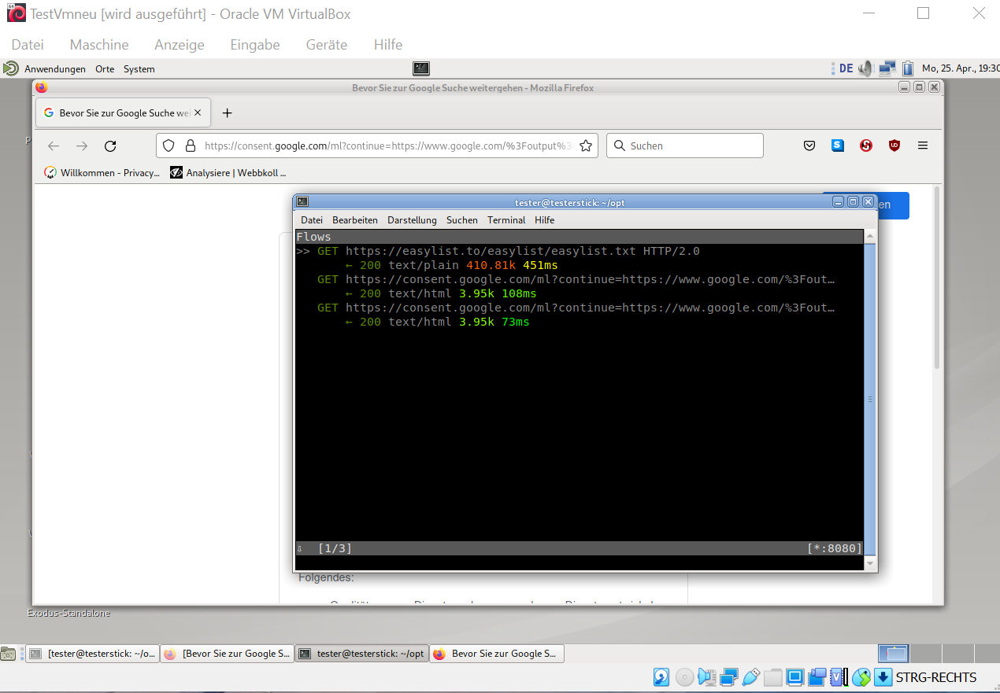 TestVmneu [wird ausgeführt] - Oracle VM VirtualBox
Datei Maschine Anzeige Eingabe Geräte Hilfe
Anwendungen Orte System DE Mo, 25. Apr., 19:30
Bevor Sie zur Google Suche weitergehen - Mozilla Firefox
Bevor Sie zur Google Suche wei
https://consent.google.com/ml?continue=https://www.google.com/%3Foutput%3 Suchen
Willkommen - Privacy... Analysiere | Webbkoll ...
en
tester@testerstick: ~/opt
Datei Bearbeiten Darstellung Suchen Terminal Hilfe
Flows
>> GET https://easylist.to/easylist/easylist.txt HTTP/2.0
← 200 text/plain 410.81k 451ms
GET https://consent.google.com/ml?continue=https://www.google.com/%3Fout…
← 200 text/html 3.95k 108ms
GET https://consent.google.com/ml?continue=https://www.google.com/%3Fout…
← 200 text/html 3.95k 73ms
⇩ [1/3] [*:8080]
Folgendes:
Exodus-Standalone
[tester@testerstick: ~/o... [Bevor Sie zur Google S... tester@testerstick: ~/opt Bevor Sie zur Google S...
STRG-RECHTS